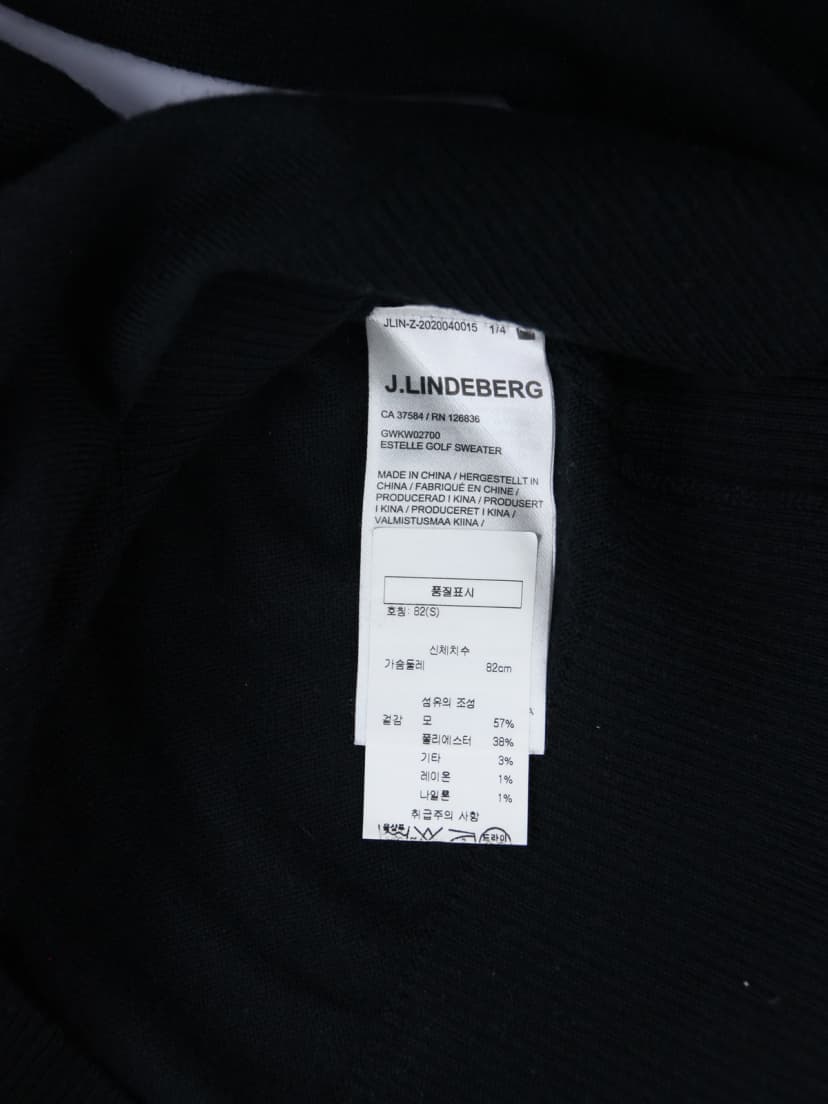 JLIN-Z-2020040015 1/4
J.LINDEBERG
CA 37584 / RN 126836
GWKW02700
ESTELLE GOLF SWEATER
MADE IN CHINA / HERGESTELLT IN
CHINA / FABRIQUÉ EN CHINE /
PRODUCERAD I KINA / PRODUSERT
I KINA / PRODUCERET I KINA /
VALMISTUSMAA KIINA /
품질표시
호칭: 82(S)
신체치수
가슴둘레 82cm
섬유의 조성
겉감 모 57%
폴리에스터 38%
기타 3%
레이온 1%
나일론 1%
취급주의 사항
드라이